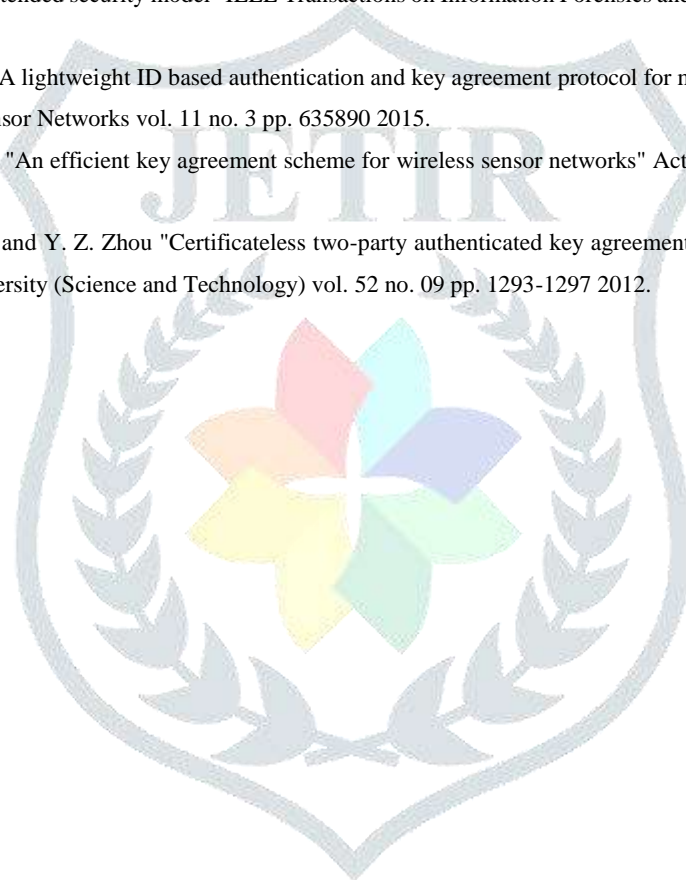 tended security model" IEEE Transactions on Information Forensics and
A lightweight ID based authentication and key agreement protocol for
nsor Networks vol. 11 no. 3 pp. 635890 2015.
"An efficient key agreement scheme for wireless sensor networks" Act
JETIR
and Y. Z. Zhou "Certificateless two-party authenticated key agreement
ersity (Science and Technology) vol. 52 no. 09 pp. 1293-1297 2012.